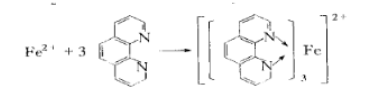 Fe²⁺ + 3 N N ⟶ [ [ N N ]₃ Fe ]²⁺